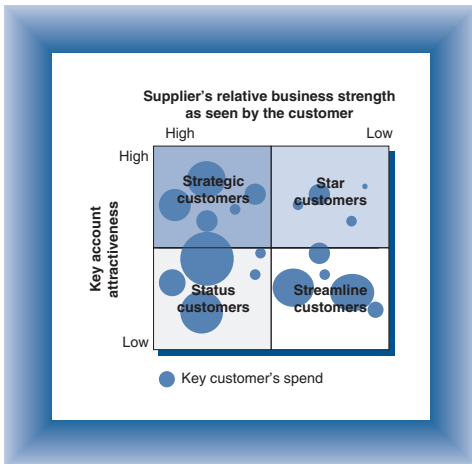 Supplier's relative business strength
as seen by the customer
High
Low
High
Key account
attractiveness
Strategic
customers
Star
customers
Status
customers
Streamline
customers
Low
Key customer's spend